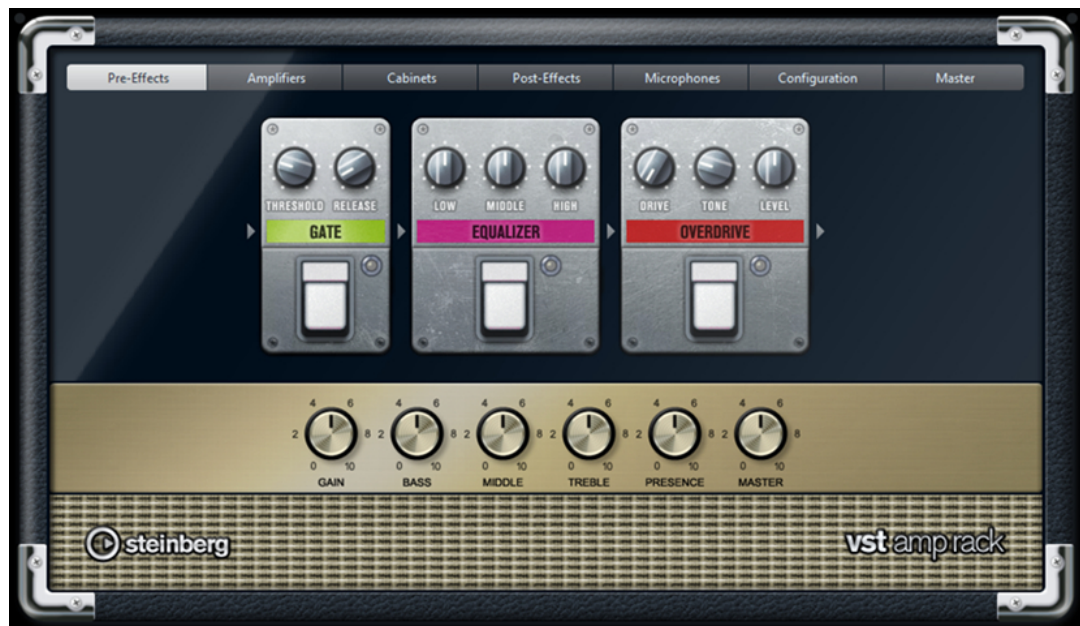 Pre-Effects Amplifiers Cabinets Post-Effects Microphones Configuration Master
THRESHOLD RELEASE
GATE
LOW MIDDLE HIGH
EQUALIZER
DRIVE TONE LEVEL
OVERDRIVE
4 6 4 6 4 6 4 6 4 6 4 6
2 8 2 8 2 8 2 8 2 8 2 8
0 10 0 10 0 10 0 10 0 10 0 10
GAIN BASS MIDDLE TREBLE PRESENCE MASTER
steinberg
vst amp rack